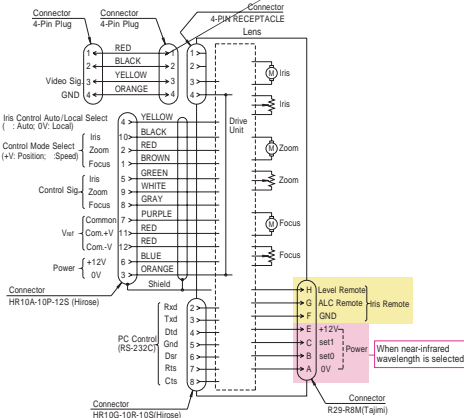 Connector
4-Pin Plug
Connector
4-Pin Plug
Connector
4-PIN RECEPTACLE
Lens
1 RED 1 1
2 BLACK 2 2
Video Sig. 3 YELLOW 3 3
GND 4 ORANGE 4 4
Iris Control Auto/Local Select
( : Auto; 0V: Local)
4 YELLOW
Control Mode Select
(+V: Position; :Speed)
Iris 10 BLACK
Zoom 2 RED
Focus 1 BROWN
Control Sig.
Iris 5 GREEN
Zoom 9 WHITE
Focus 8 GRAY
Vref
Common 7 PURPLE
Com.+V 11 RED
Com.-V 12 RED
Power
+12V 6 BLUE
0V 3 ORANGE
Shield
Connector
HR10A-10P-12S (Hirose)
Drive
Unit
M Iris
Iris
M Zoom
Zoom
M Focus
Focus
PC Control
(RS-232C)
Rxd 2
Txd 3
Dtd 4
Gnd 5
Dsr 6
Rts 7
Cts 8
Connector
HR10G-10R-10S(Hirose)
H Level Remote
G ALC Remote
F GND
Iris Remote
E +12V
C set1
B set0
A 0V
Power
When near-infrared
wavelength is selected
Connector
R29-R8M(Tajimi)